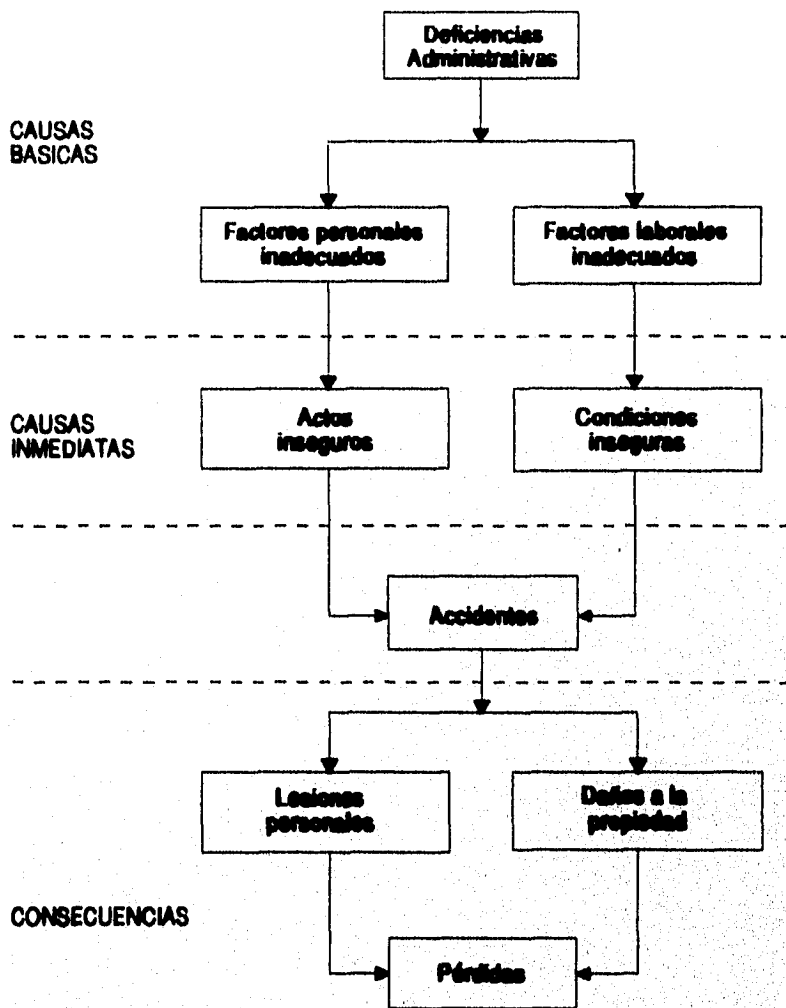 Deficiencias
Administrativas
CAUSAS
BASICAS
Factores personales
inadecuados
Factores laborales
inadecuados
CAUSAS
INMEDIATAS
Actos
inseguros
Condiciones
inseguras
Accidentes
Lesiones
personales
Daños a la
propiedad
CONSECUENCIAS
Pérdidas